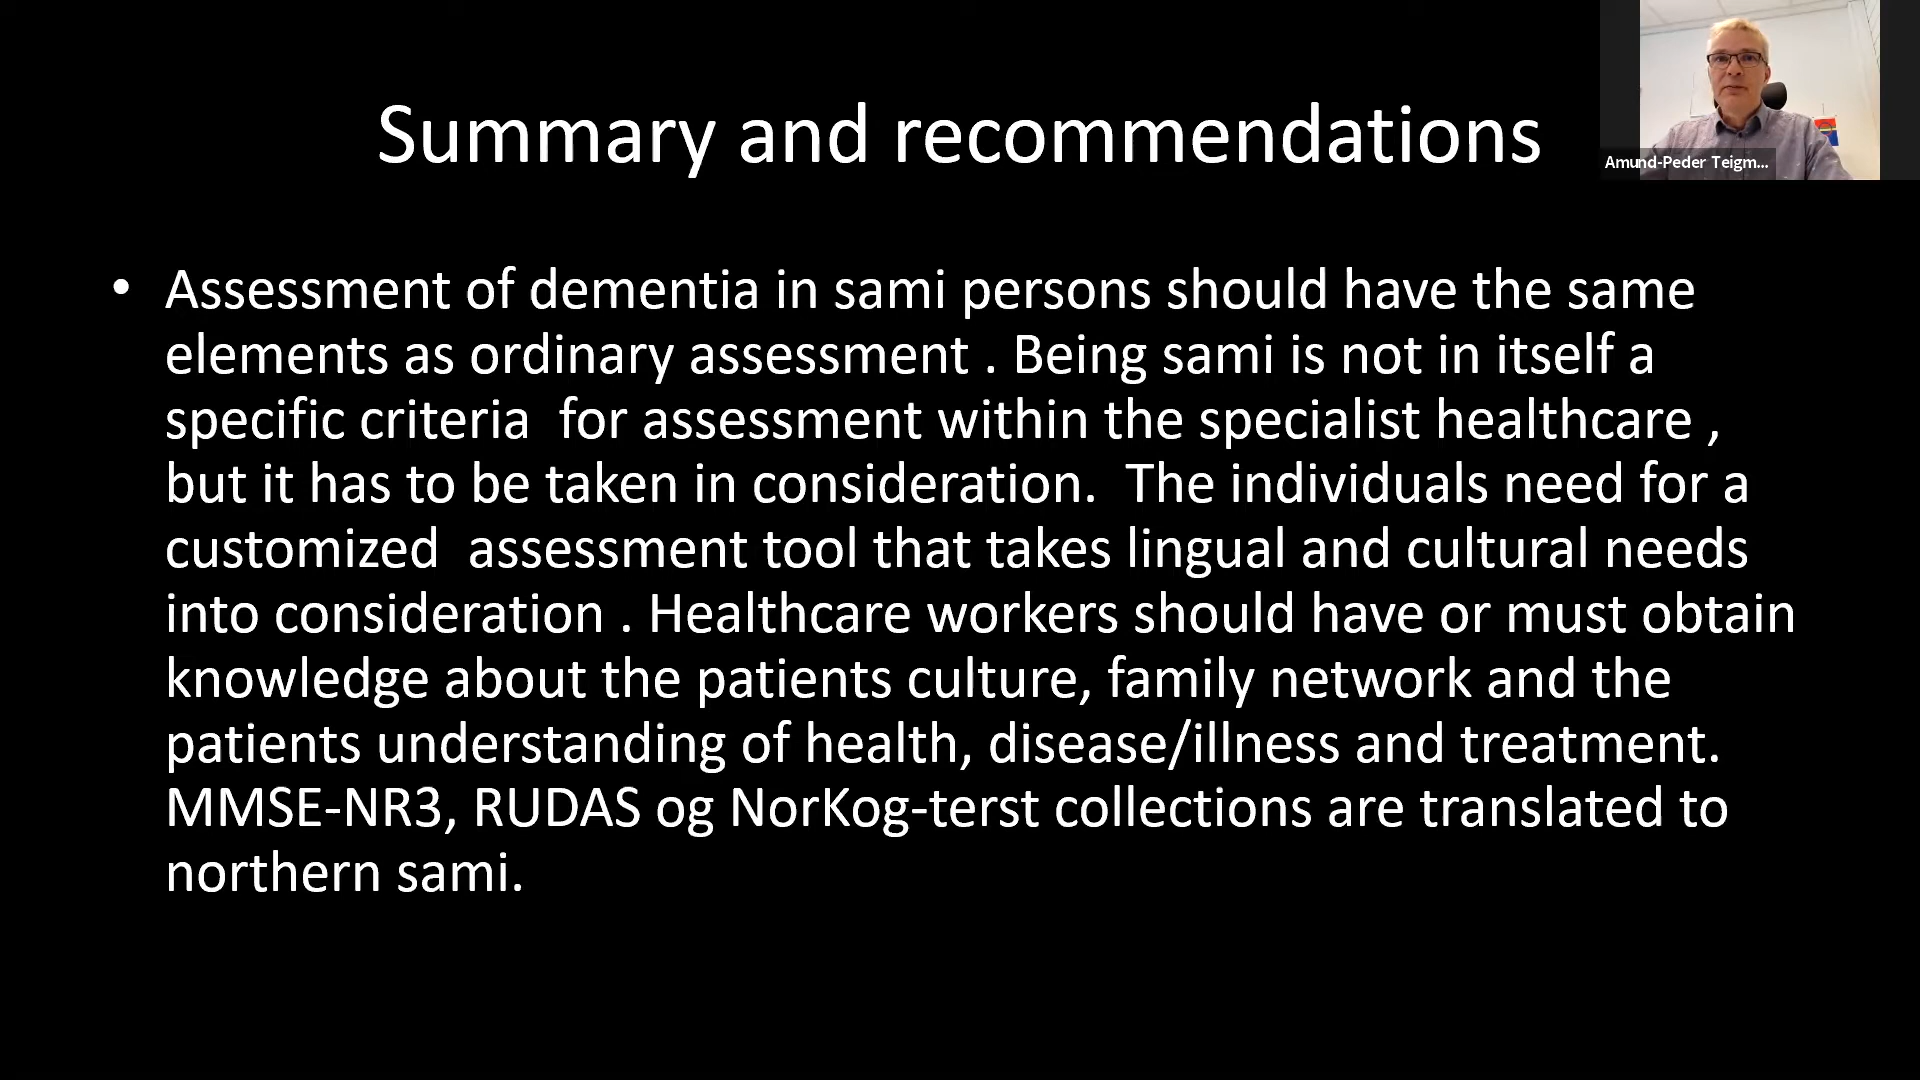 Summary and recommendations
Amund-Peder Teigm...
• Assessment of dementia in sami persons should have the same
elements as ordinary assessment . Being sami is not in itself a
specific criteria  for assessment within the specialist healthcare ,
but it has to be taken in consideration.  The individuals need for a
customized  assessment tool that takes lingual and cultural needs
into consideration . Healthcare workers should have or must obtain
knowledge about the patients culture, family network and the
patients understanding of health, disease/illness and treatment.
MMSE-NR3, RUDAS og NorKog-terst collections are translated to
northern sami.